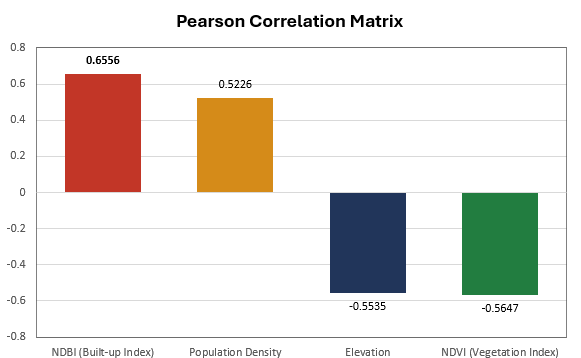 Pearson Correlation Matrix
0.8
0.6
0.4
0.2
0
-0.2
-0.4
-0.6
-0.8
0.6556
0.5226
-0.5535
-0.5647
NDBI (Built-up Index)
Population Density
Elevation
NDVI (Vegetation Index)